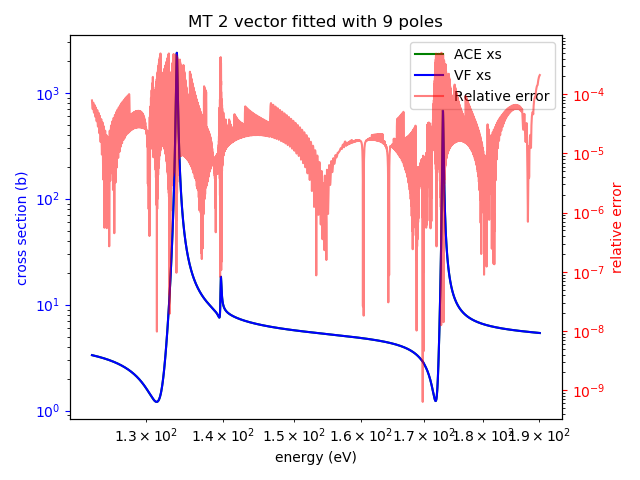 MT 2 vector fitted with 9 poles
ACE xs
VF xs
Relative error
10³
10²
10¹
10⁰
cross section (b)
10⁻⁴
10⁻⁵
10⁻⁶
10⁻⁷
10⁻⁸
10⁻⁹
relative error
1.3 × 10² 1.4 × 10² 1.5 × 10² 1.6 × 10² 1.7 × 10² 1.8 × 10² 1.9 × 10²
energy (eV)